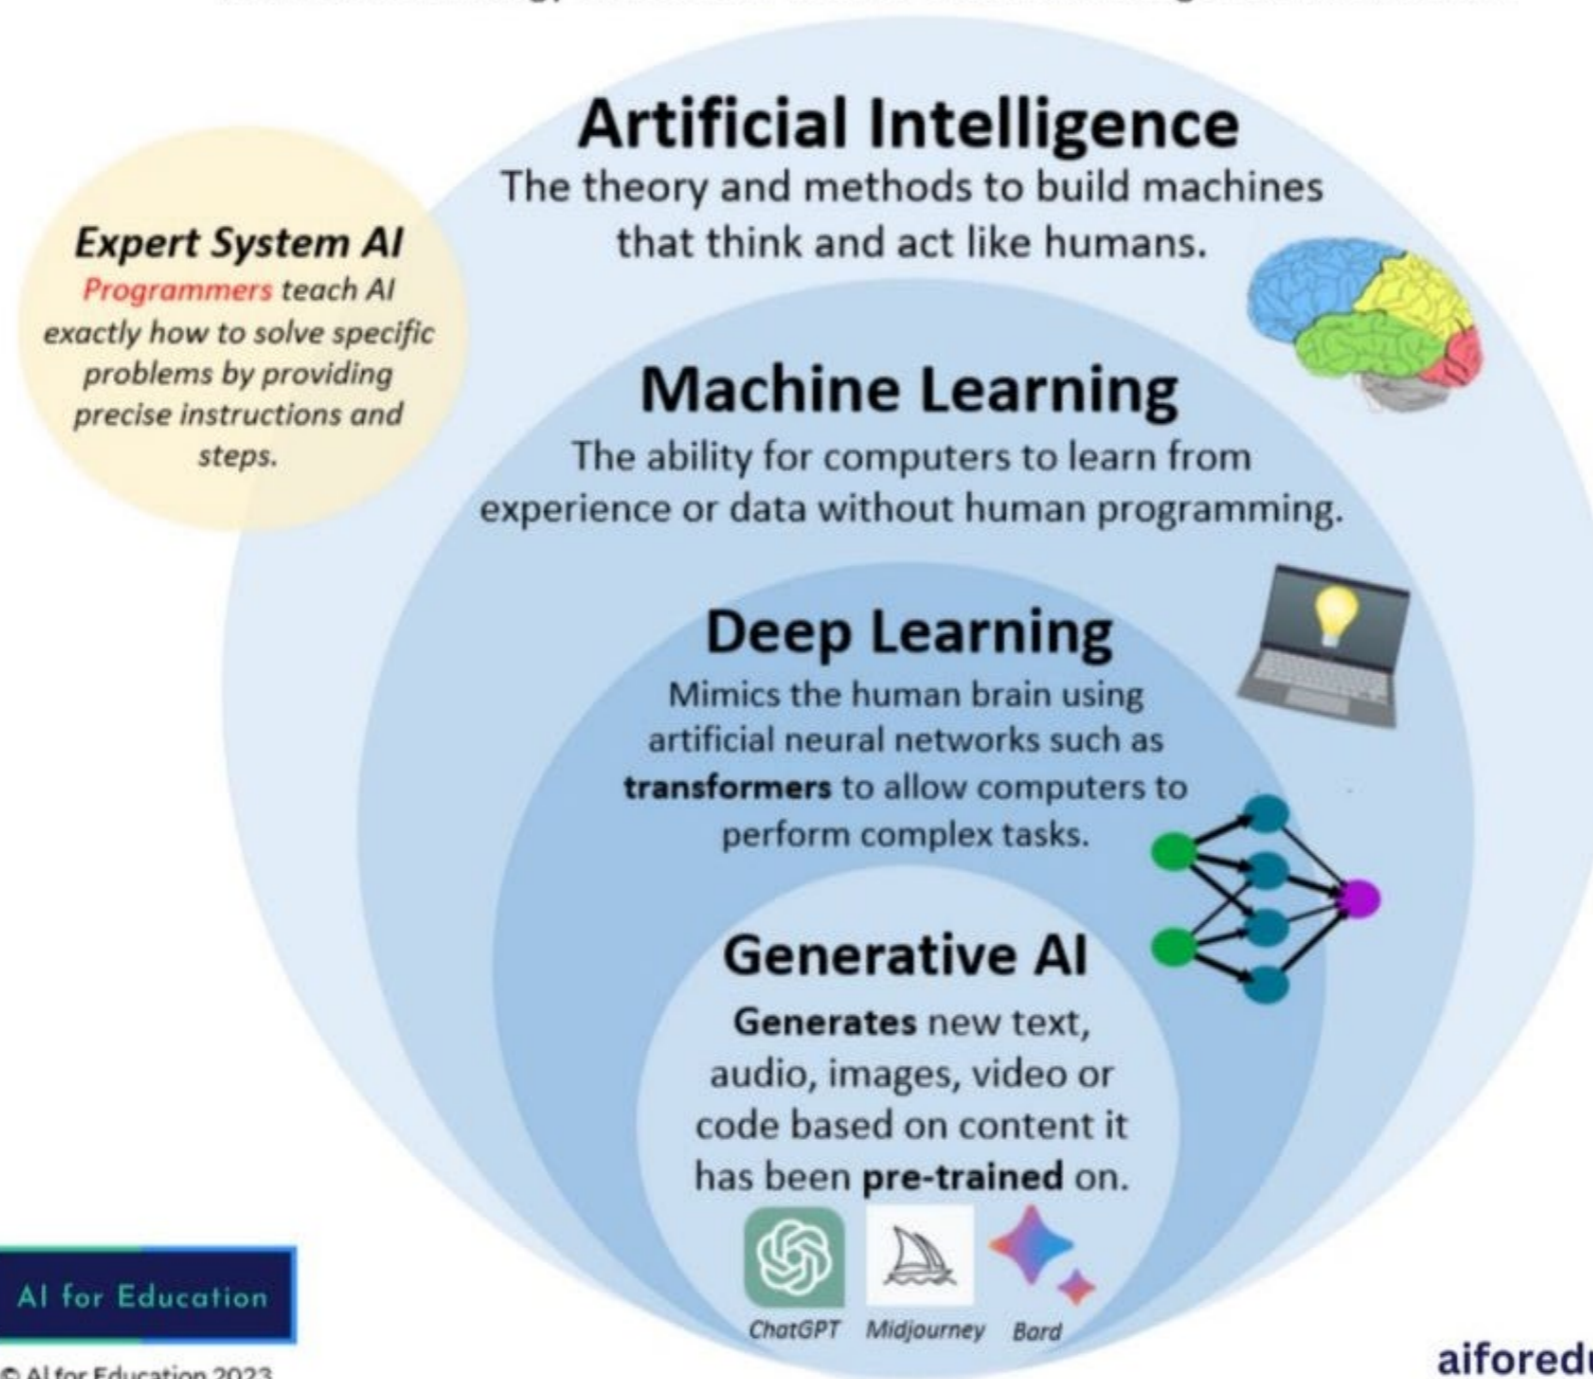 Artificial Intelligence
The theory and methods to build machines
that think and act like humans.
Expert System AI
Programmers teach AI
exactly how to solve specific
problems by providing
precise instructions and
steps.
Machine Learning
The ability for computers to learn from
experience or data without human programming.
Deep Learning
Mimics the human brain using
artificial neural networks such as
transformers to allow computers to
perform complex tasks.
Generative AI
Generates new text,
audio, images, video or
code based on content it
has been pre-trained on.
ChatGPT Midjourney Bard
AI for Education
© AI for Education 2023